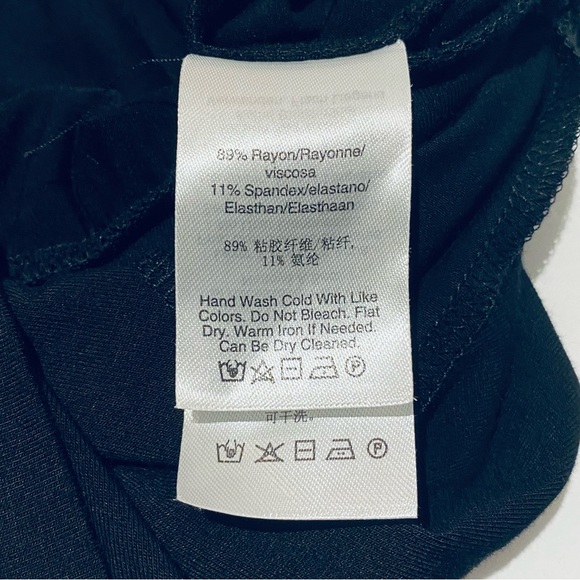 89% Rayon/Rayonne/
viscosa
11% Spandex/elastano/
Elasthan/Elasthaan
89% 粘胶纤维/粘纤,
11% 氨纶
Hand Wash Cold With Like
Colors. Do Not Bleach. Flat
Dry. Warm Iron If Needed.
Can Be Dry Cleaned.
P
可干洗。
P